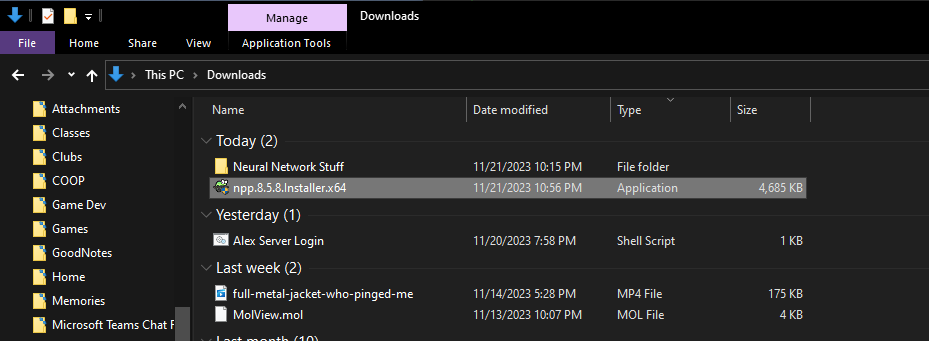 Manage
Downloads
File
Home
Share
View
Application Tools
This PC
Downloads
Attachments
Classes
Clubs
COOP
Game Dev
Games
GoodNotes
Home
Memories
Microsoft Teams Chat
Name
Date modified
Type
Size
Today (2)
Neural Network Stuff 11/21/2023 10:15 PM File folder
npp.8.5.8.Installer.x64 11/21/2023 10:56 PM Application 4,685 KB
Yesterday (1)
Alex Server Login 11/20/2023 7:58 PM Shell Script 1 KB
Last week (2)
full-metal-jacket-who-pinged-me 11/14/2023 5:28 PM MP4 File 175 KB
MolView.mol 11/13/2023 10:07 PM MOL File 4 KB
Last month (10)